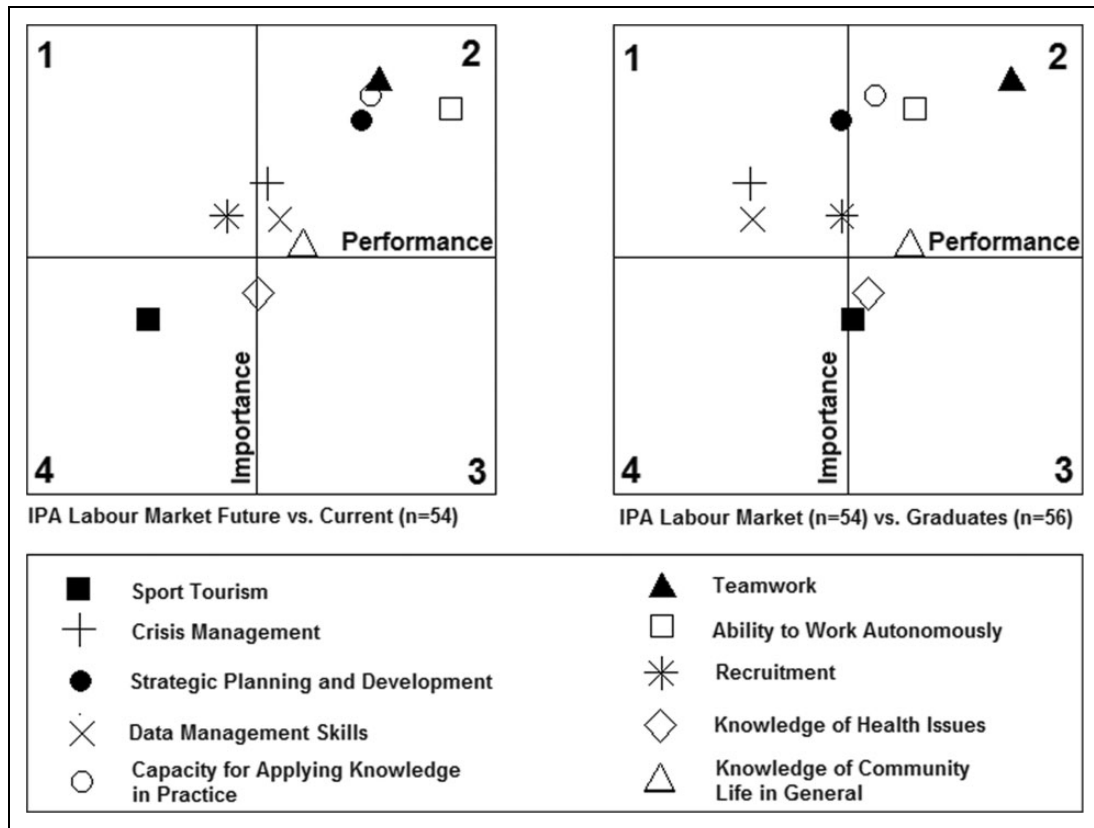 1
2
Performance
Importance
4
3
IPA Labour Market Future vs. Current (n=54)
1
2
Performance
Importance
4
3
IPA Labour Market (n=54) vs. Graduates (n=56)
Sport Tourism
Crisis Management
Strategic Planning and Development
Data Management Skills
Capacity for Applying Knowledge
in Practice
Teamwork
Ability to Work Autonomously
Recruitment
Knowledge of Health Issues
Knowledge of Community
Life in General